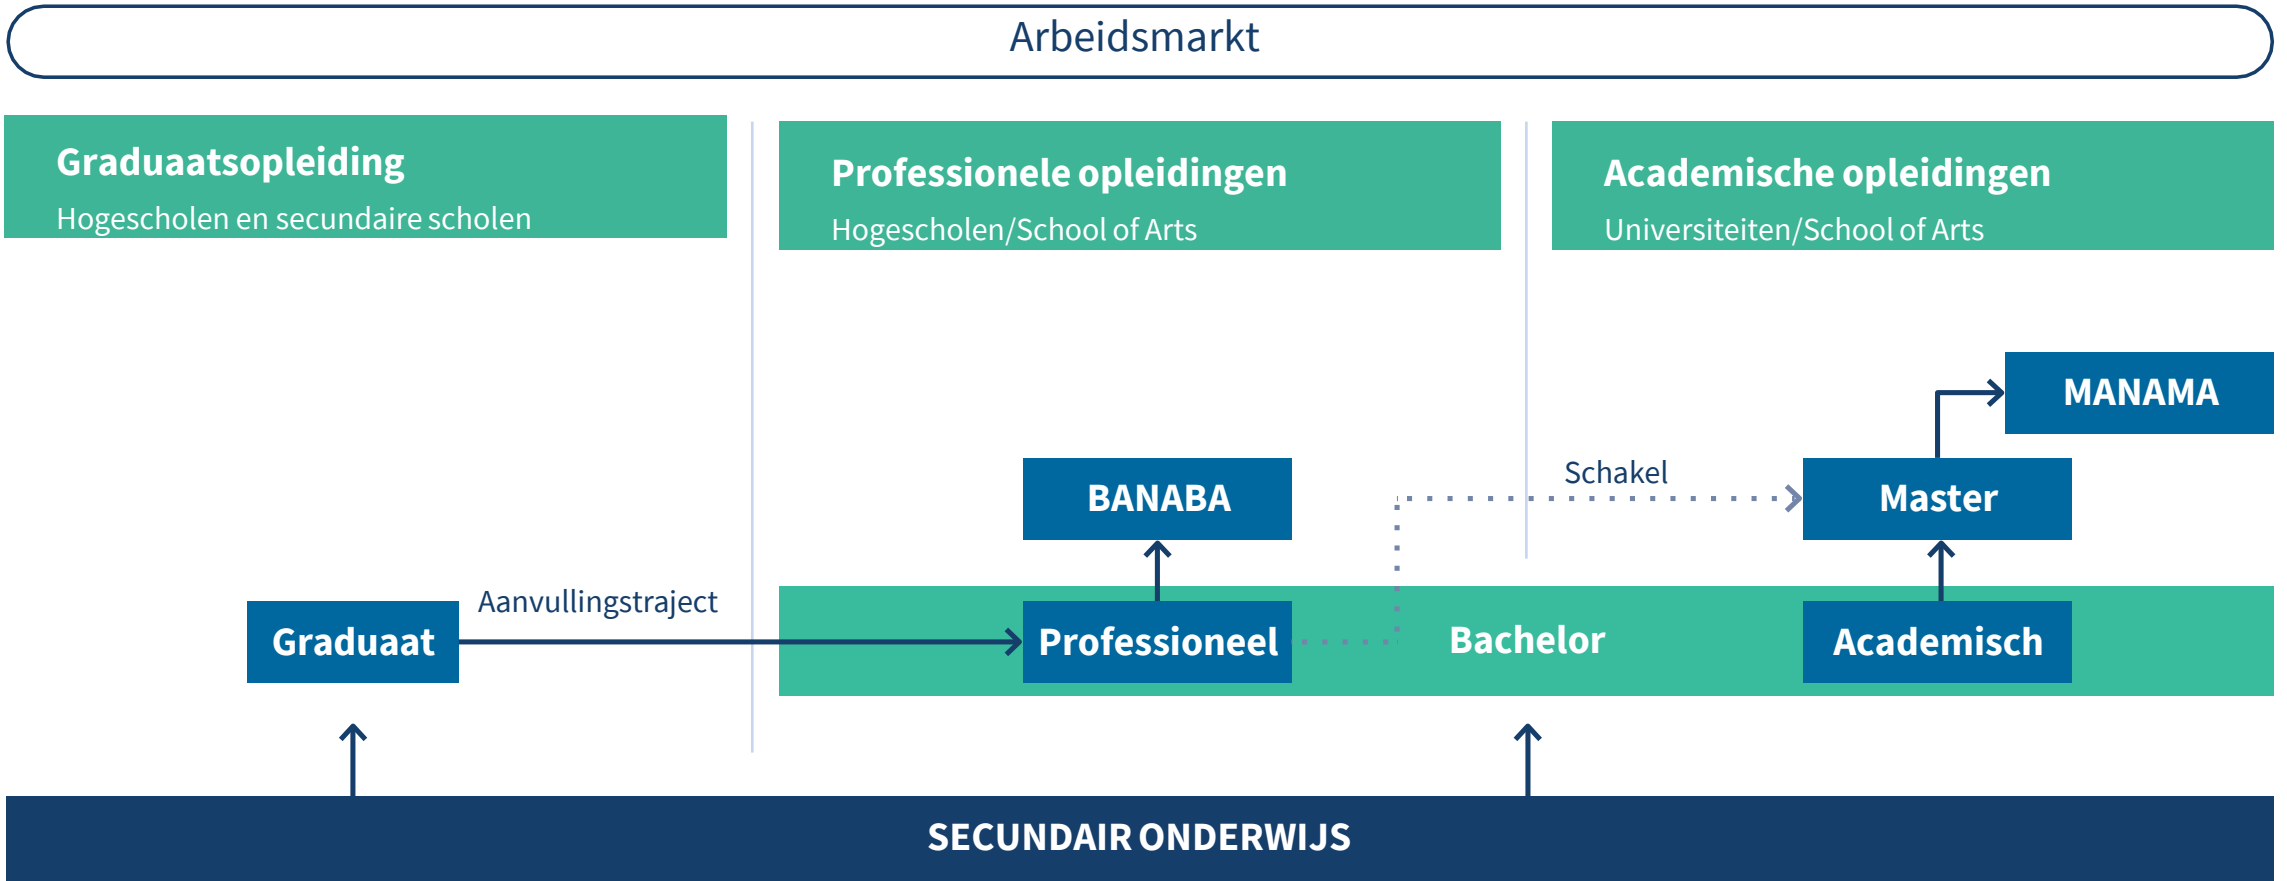 Arbeidsmarkt
Graduaatsopleiding
Hogescholen en secundaire scholen
Professionele opleidingen
Hogescholen/School of Arts
Academische opleidingen
Universiteiten/School of Arts
MANAMA
BANABA
Schakel
Master
Graduaat
Aanvullingstraject
Professioneel
Bachelor
Academisch
SECUNDAIR ONDERWIJS